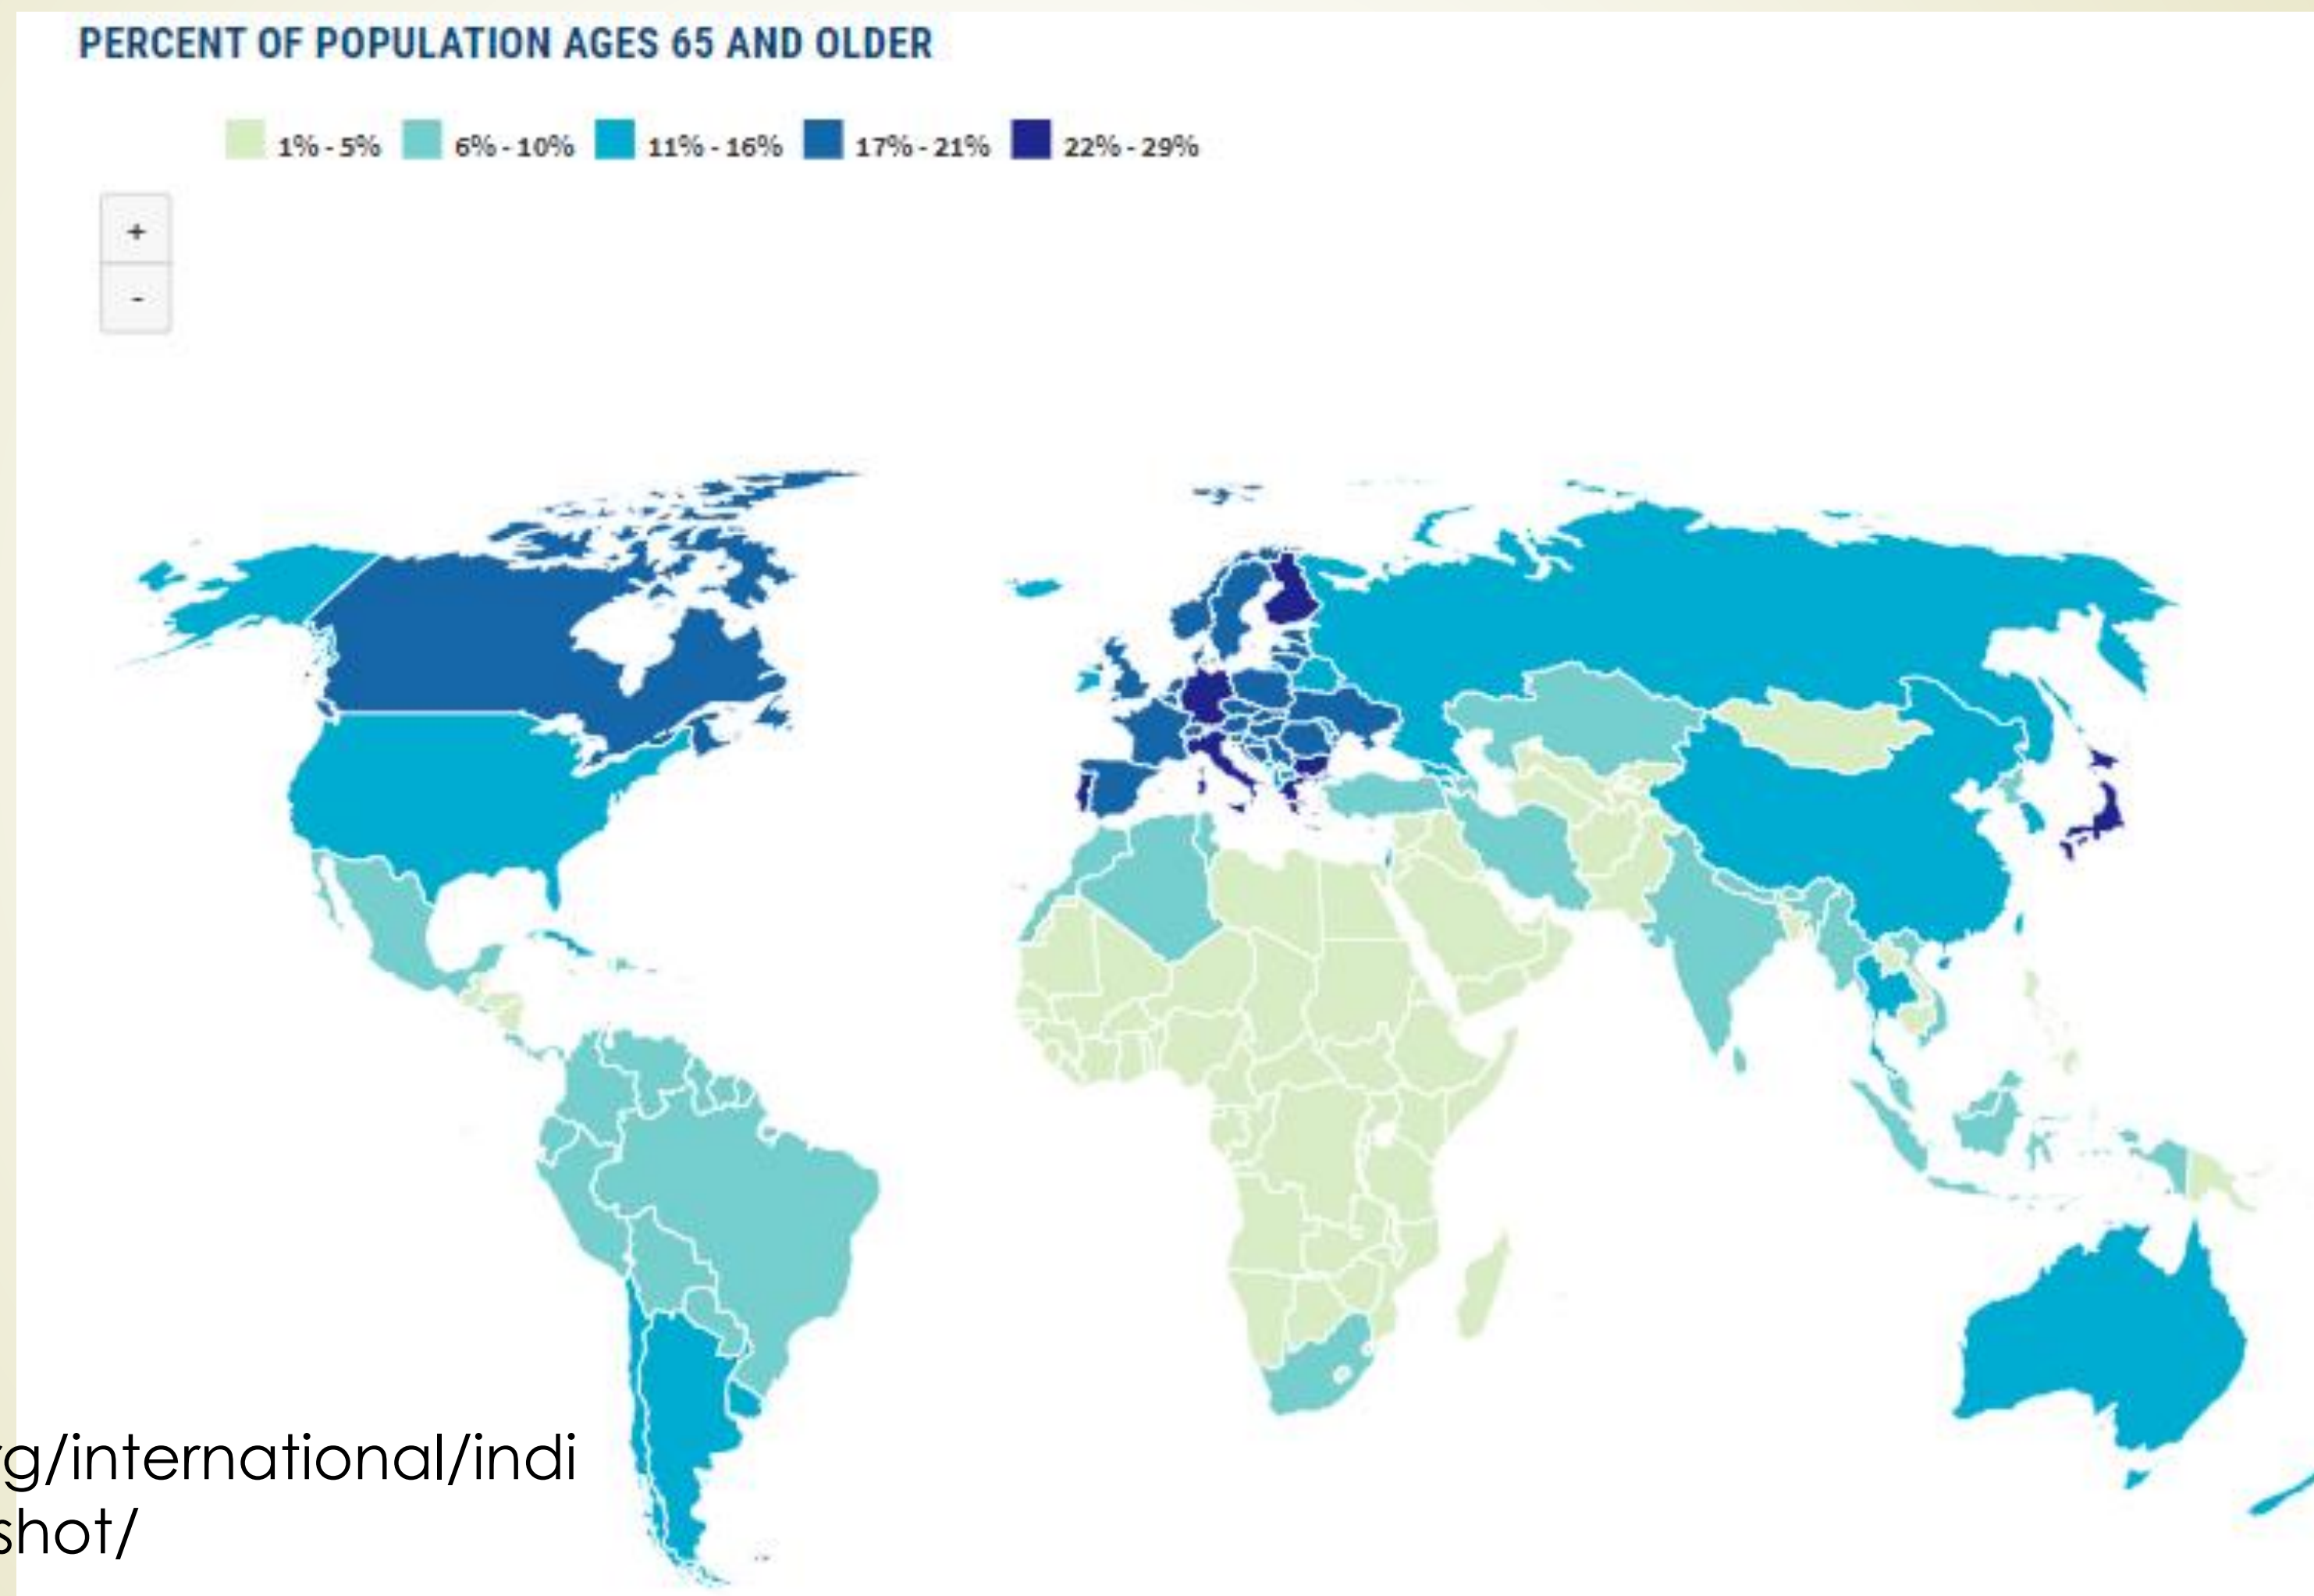 PERCENT OF POPULATION AGES 65 AND OLDER
1% - 5% 6% - 10% 11% - 16% 17% - 21% 22% - 29%
+
-
g/international/indi
shot/